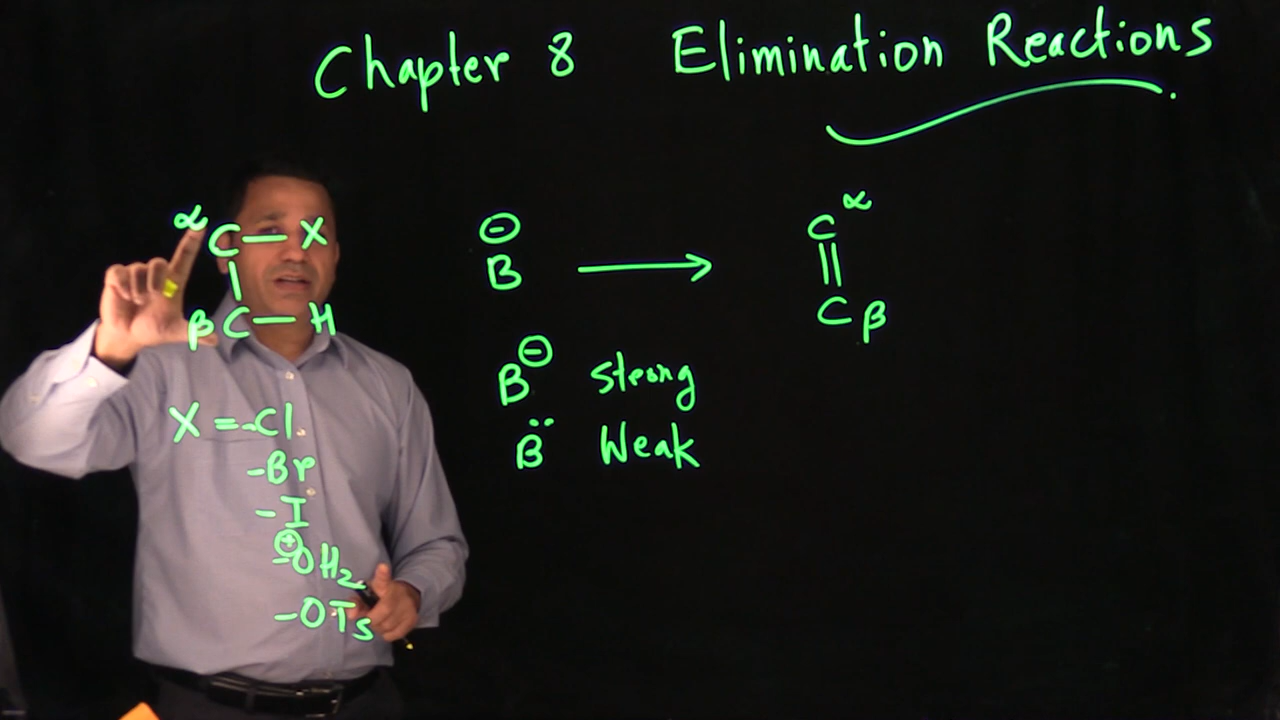 Chapter 8 Elimination Reactions
α C — X
β C — H
⊖
B
→
C α
||
C β
B⊖ Strong
B̈ Weak
X = -Cl
-Br
-I
-⊕OH₂
-OTs